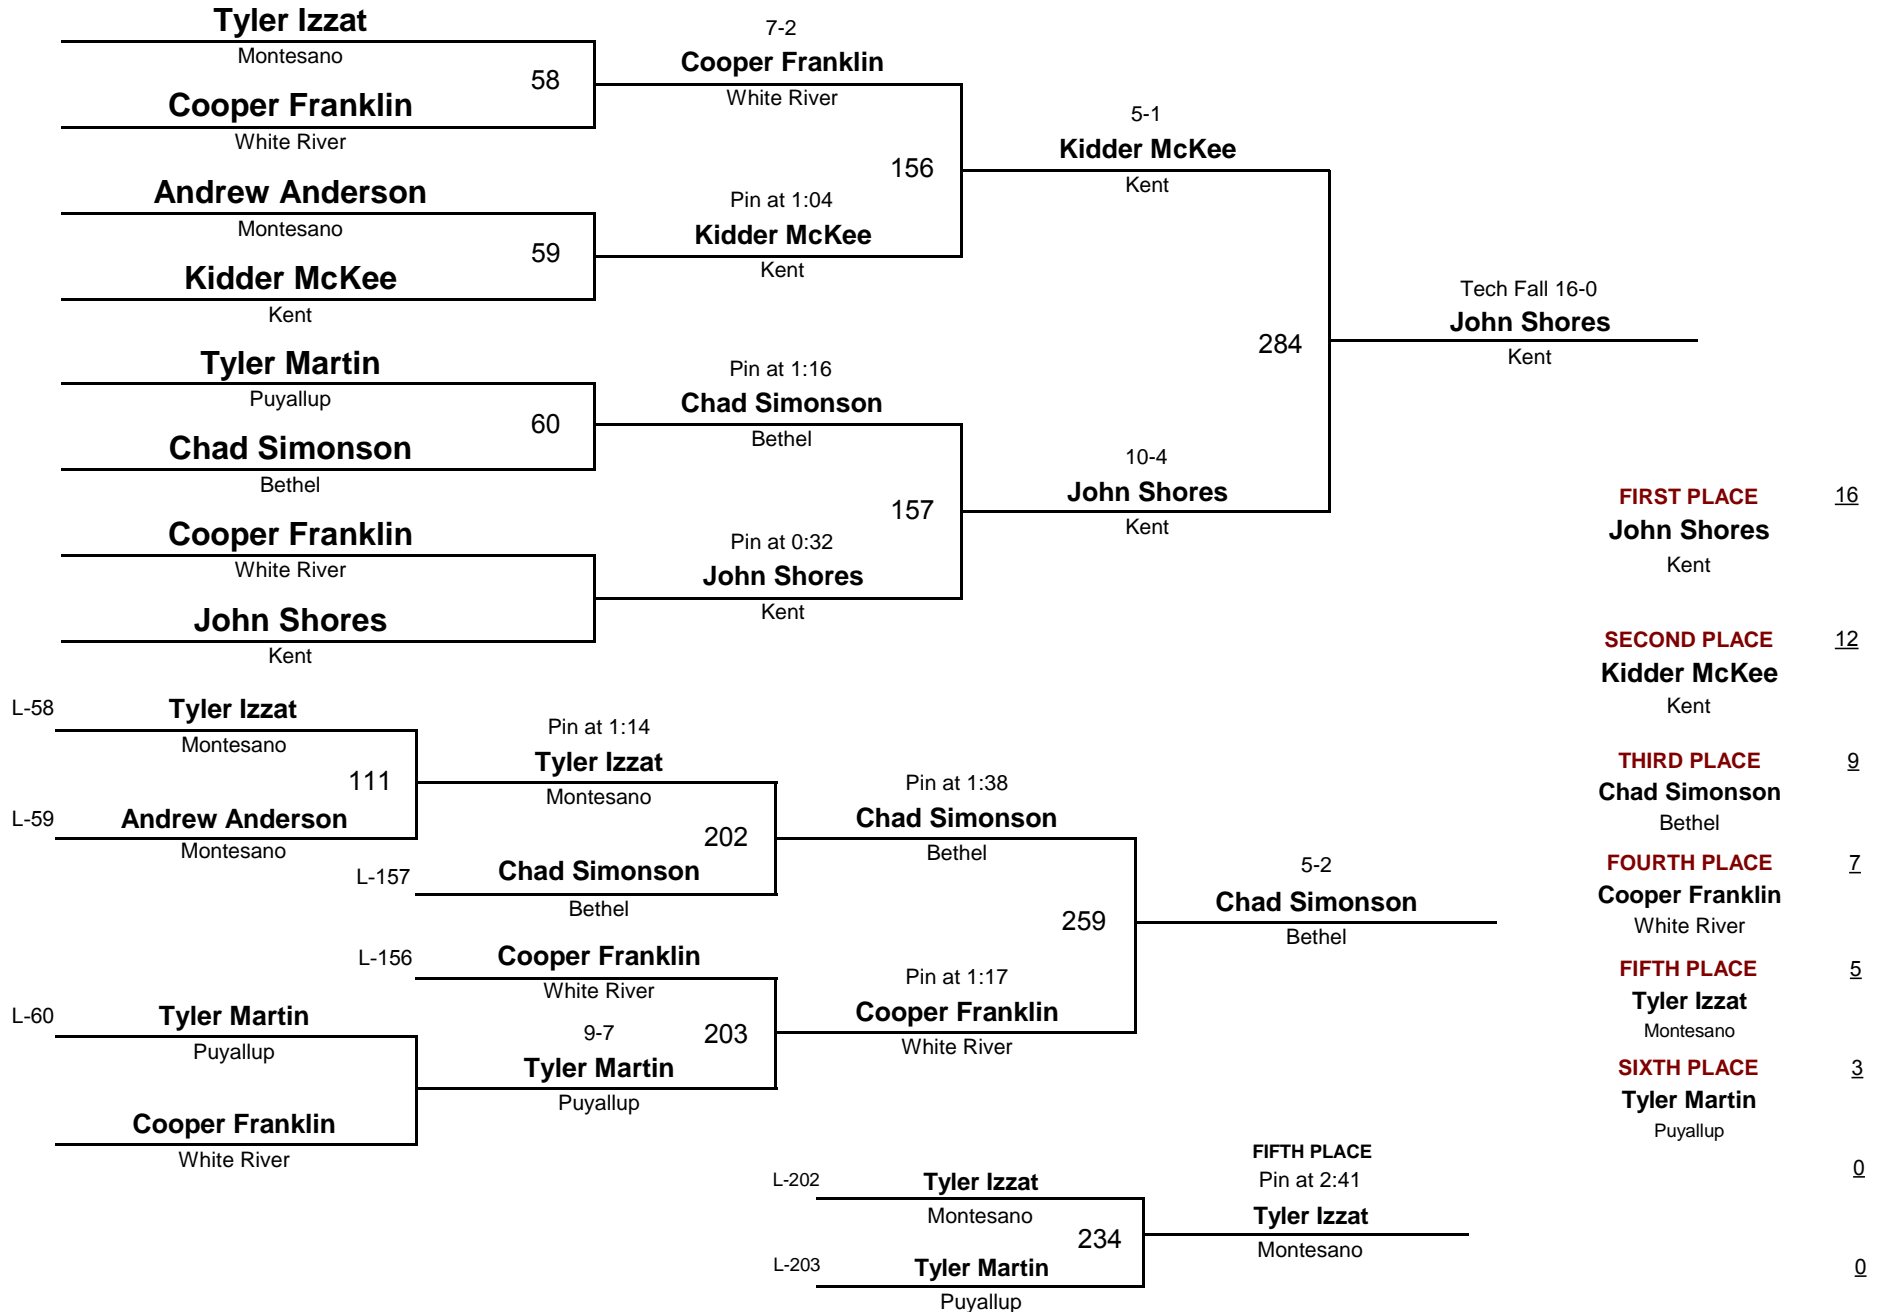 Tyler Izzat
Montesano
58
Cooper Franklin
White River
7-2
Cooper Franklin
White River
Andrew Anderson
Montesano
59
Kidder McKee
Kent
Pin at 1:04
Kidder McKee
Kent
156
5-1
Kidder McKee
Kent
Tyler Martin
Puyallup
60
Chad Simonson
Bethel
Pin at 1:16
Chad Simonson
Bethel
Cooper Franklin
White River
John Shores
Kent
Pin at 0:32
John Shores
Kent
157
10-4
John Shores
Kent
284
Tech Fall 16-0
John Shores
Kent
L-58
Tyler Izzat
Montesano
111
L-59
Andrew Anderson
Montesano
Pin at 1:14
Tyler Izzat
Montesano
202
L-157
Chad Simonson
Bethel
Pin at 1:38
Chad Simonson
Bethel
L-156
Cooper Franklin
White River
L-60
Tyler Martin
Puyallup
Cooper Franklin
White River
9-7
Tyler Martin
Puyallup
203
Pin at 1:17
Cooper Franklin
White River
259
5-2
Chad Simonson
Bethel
L-202
Tyler Izzat
Montesano
234
L-203
Tyler Martin
Puyallup
FIFTH PLACE
Pin at 2:41
Tyler Izzat
Montesano
FIRST PLACE 16
John Shores
Kent
SECOND PLACE 12
Kidder McKee
Kent
THIRD PLACE 9
Chad Simonson
Bethel
FOURTH PLACE 7
Cooper Franklin
White River
FIFTH PLACE 5
Tyler Izzat
Montesano
SIXTH PLACE 3
Tyler Martin
Puyallup
0
0